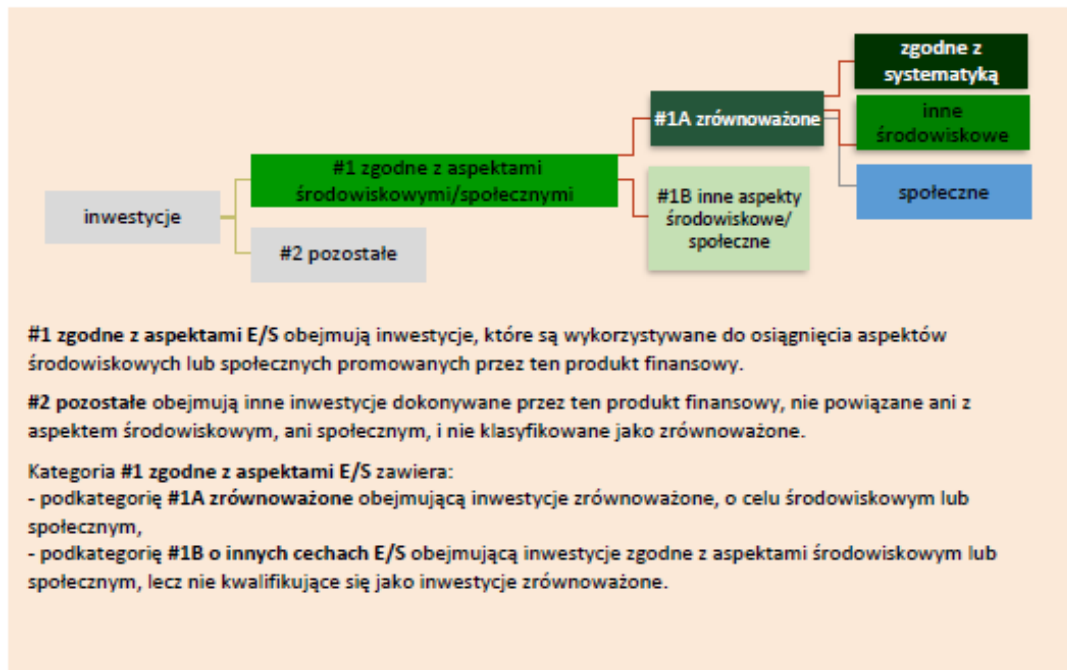 zgodne z
systematyką
#1A zrównoważone
inne
środowiskowe
#1 zgodne z aspektami
środowiskowymi/społecznymi
społeczne
#1B inne aspekty
środowiskowe/
społeczne
inwestycje
#2 pozostałe
#1 zgodne z aspektami E/S obejmują inwestycje, które są wykorzystywane do osiągnięcia aspektów
środowiskowych lub społecznych promowanych przez ten produkt finansowy.
#2 pozostałe obejmują inne inwestycje dokonywane przez ten produkt finansowy, nie powiązane ani z
aspektem środowiskowym, ani społecznym, i nie klasyfikowane jako zrównoważone.
Kategoria #1 zgodne z aspektami E/S zawiera:
- podkategorię #1A zrównoważone obejmującą inwestycje zrównoważone, o celu środowiskowym lub
społecznym,
- podkategorię #1B o innych cechach E/S obejmującą inwestycje zgodne z aspektami środowiskowym lub
społecznym, lecz nie kwalifikujące się jako inwestycje zrównoważone.